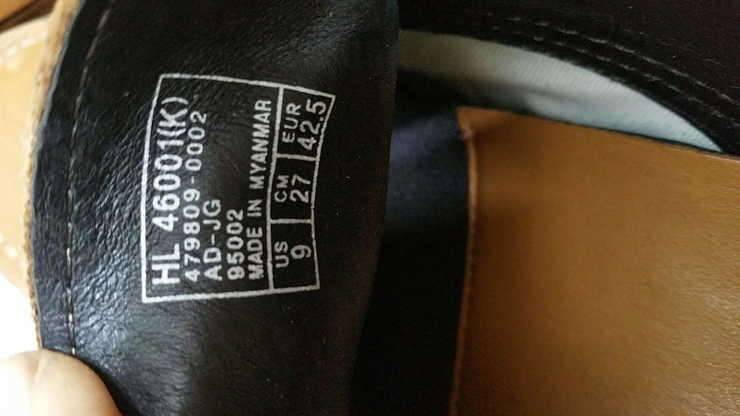 HL 46001(K)
479809-0002
AD-JG
95002
MADE IN MYANMAR
US CM EUR
9 27 42.5